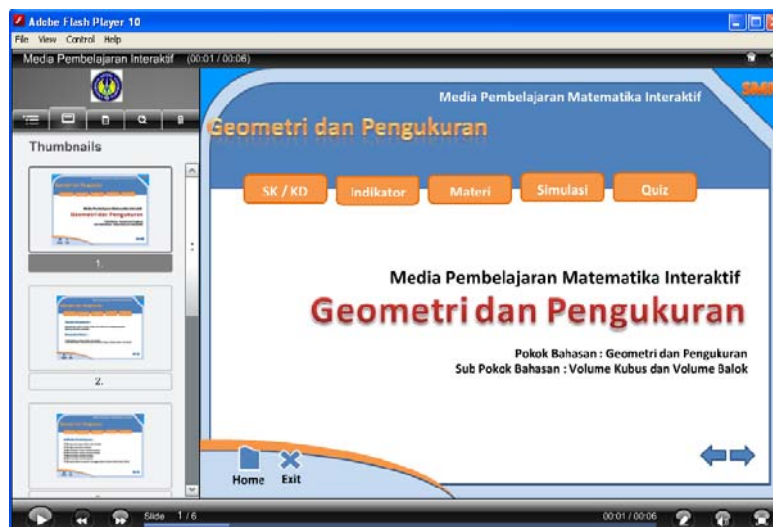 Adobe Flash Player 10
File View Control Help
Media Pembelajaran Interaktif (00:01 / 00:06)
Thumbnails
1.
2.
Media Pembelajaran Matematika Interaktif
Geometri dan Pengukuran
SK / KD
Indikator
Materi
Simulasi
Quiz
Media Pembelajaran Matematika Interaktif
Geometri dan Pengukuran
Pokok Bahasan : Geometri dan Pengukuran
Sub Pokok Bahasan : Volume Kubus dan Volume Balok
Home Exit
Slide 1 / 6
00:01 / 00:06